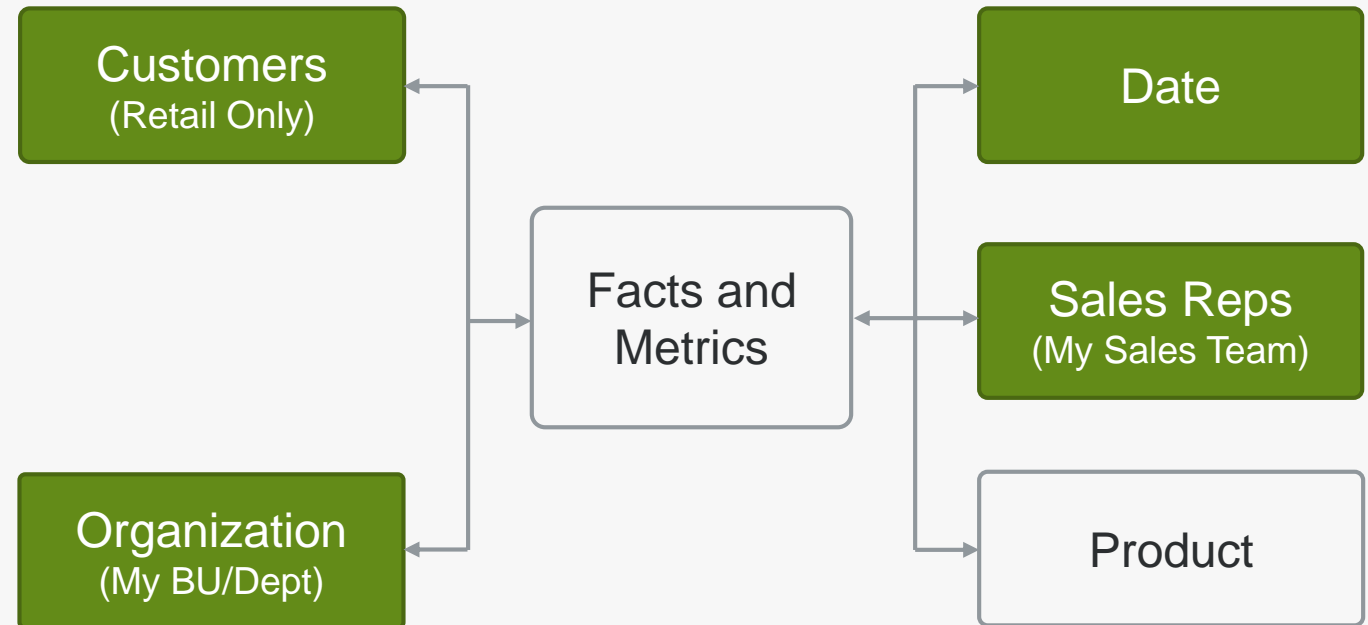 Customers
(Retail Only)
Date
Facts and
Metrics
Sales Reps
(My Sales Team)
Organization
(My BU/Dept)
Product